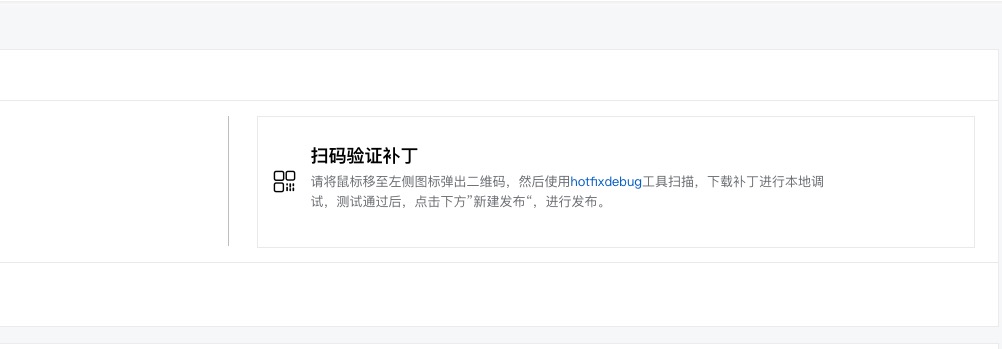 扫码验证补丁
请将鼠标移至左侧图标弹出二维码，然后使用hotfixdebug工具扫描，下载补丁进行本地调
试，测试通过后，点击下方”新建发布“，进行发布。